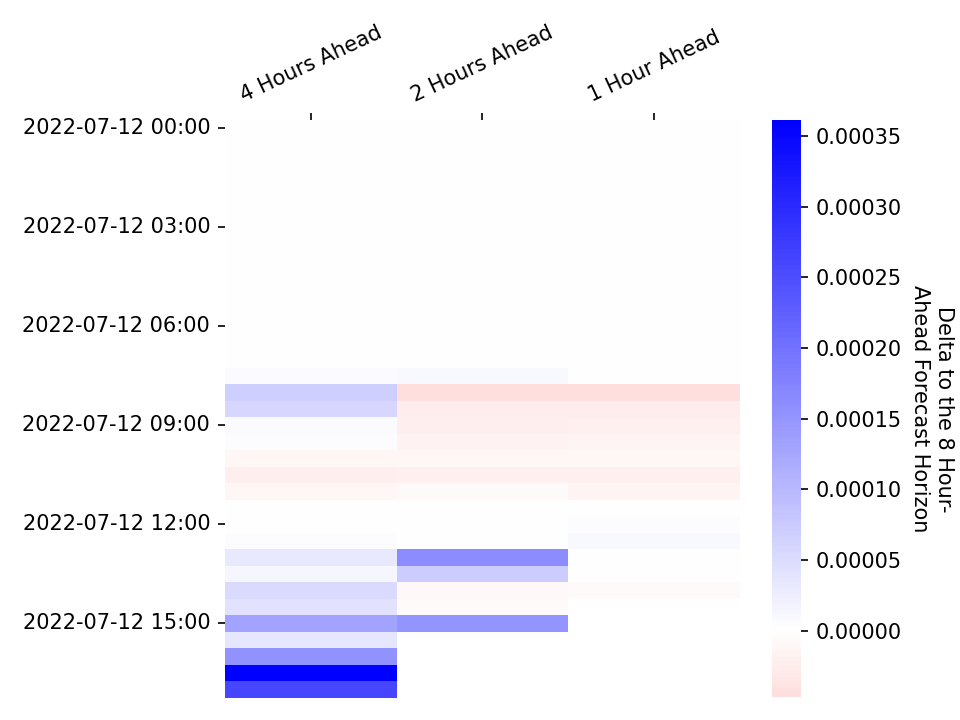 4 Hours Ahead
2 Hours Ahead
1 Hour Ahead
2022-07-12 00:00
2022-07-12 03:00
2022-07-12 06:00
2022-07-12 09:00
2022-07-12 12:00
2022-07-12 15:00
0.00035
0.00030
0.00025
0.00020
0.00015
0.00010
0.00005
0.00000
Delta to the 8 Hour-
Ahead Forecast Horizon